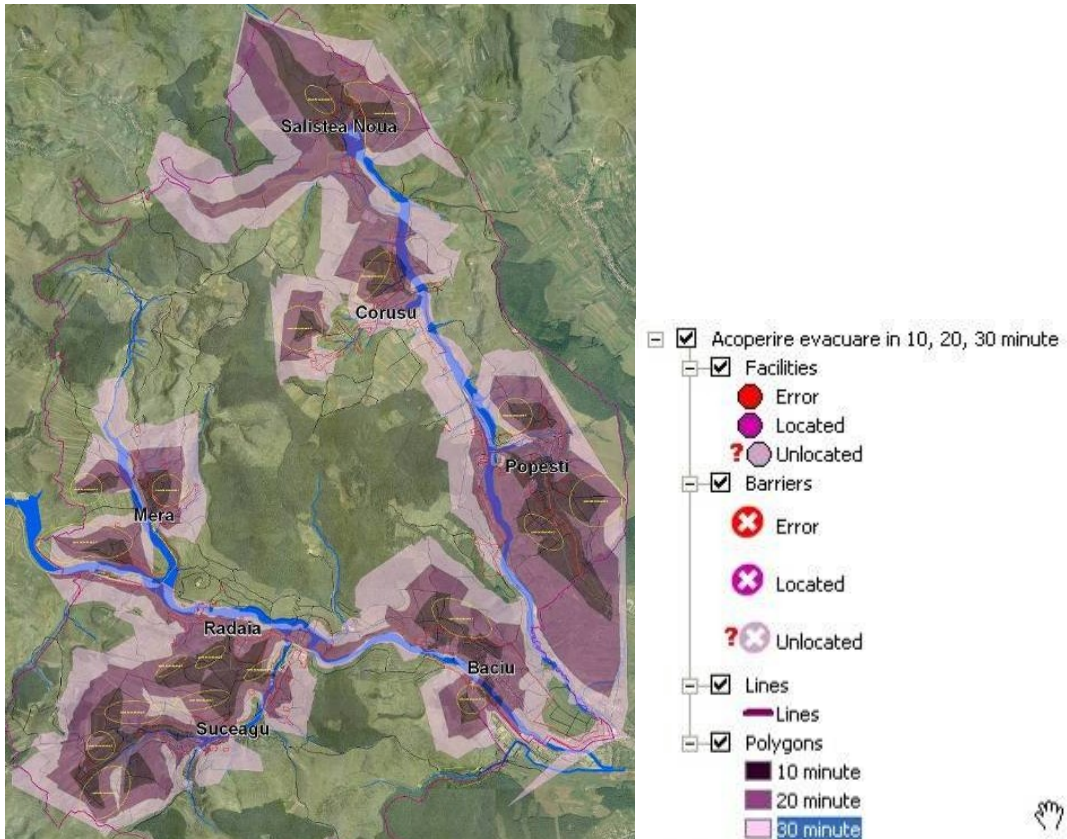 Salistea Noua
Corusu
Popesti
Mera
Radaia
Baciu
Suceagu
Acoperire evacuare in 10, 20, 30 minute
Facilities
Error
Located
? Unlocated
Barriers
Error
Located
? Unlocated
Lines
Lines
Polygons
10 minute
20 minute
30 minute